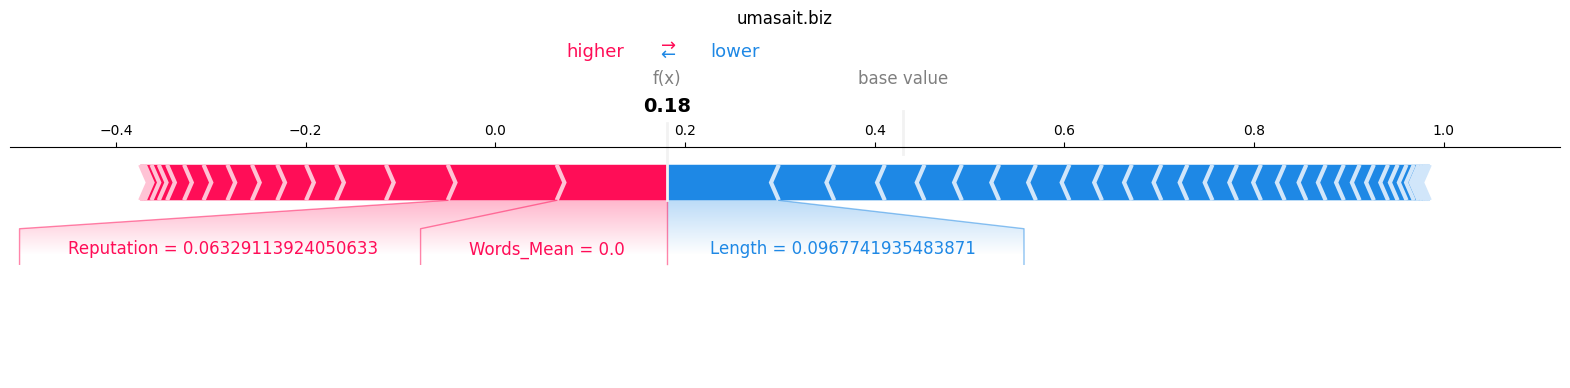 umasait.biz
higher ⇄ lower
f(x) base value
0.18
−0.4 −0.2 0.0 0.2 0.4 0.6 0.8 1.0
Reputation = 0.06329113924050633 Words_Mean = 0.0 Length = 0.0967741935483871